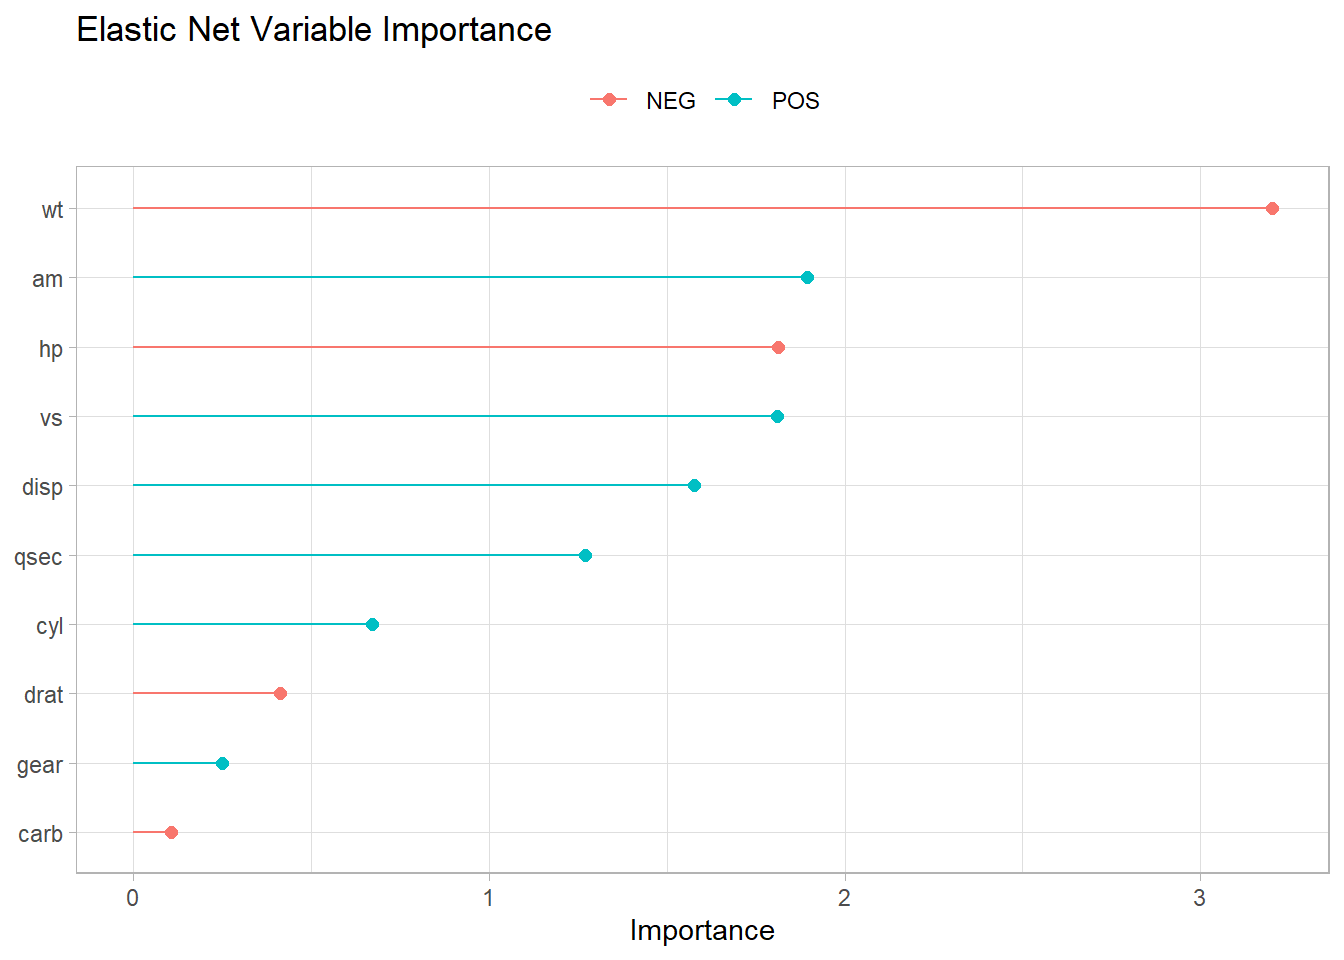 Elastic Net Variable Importance
NEG POS
wt
am
hp
vs
disp
qsec
cyl
drat
gear
carb
0 1 2 3
Importance